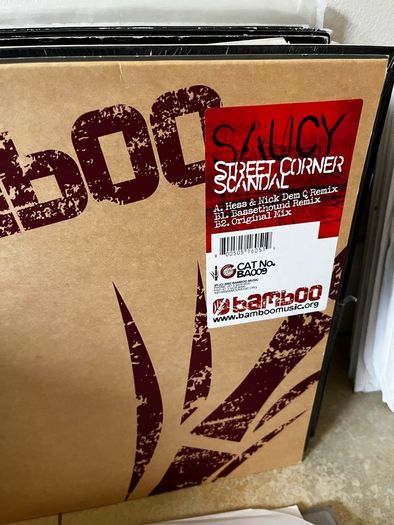 bamboo
SAUCY
STREET CORNER
SCANDAL
A. Hess & Nick Dem Q Remix
B1. Bassethound Remix
B2. Original Mix
CAT No.
BA009
bamboo
www.bamboomusic.org